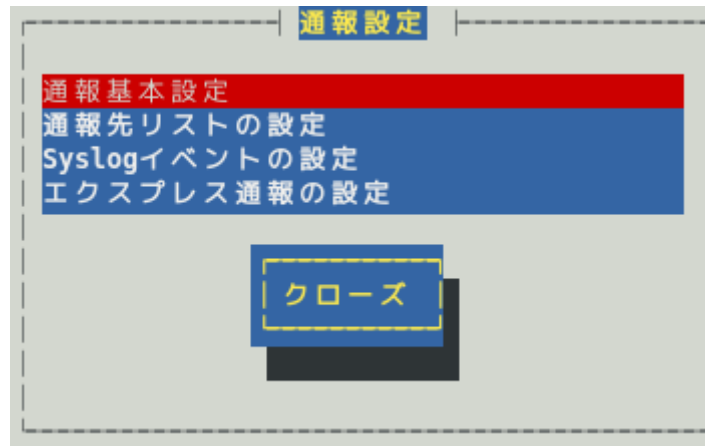 通報設定
通報基本設定
通報先リストの設定
Syslogイベントの設定
エクスプレス通報の設定
クローズ